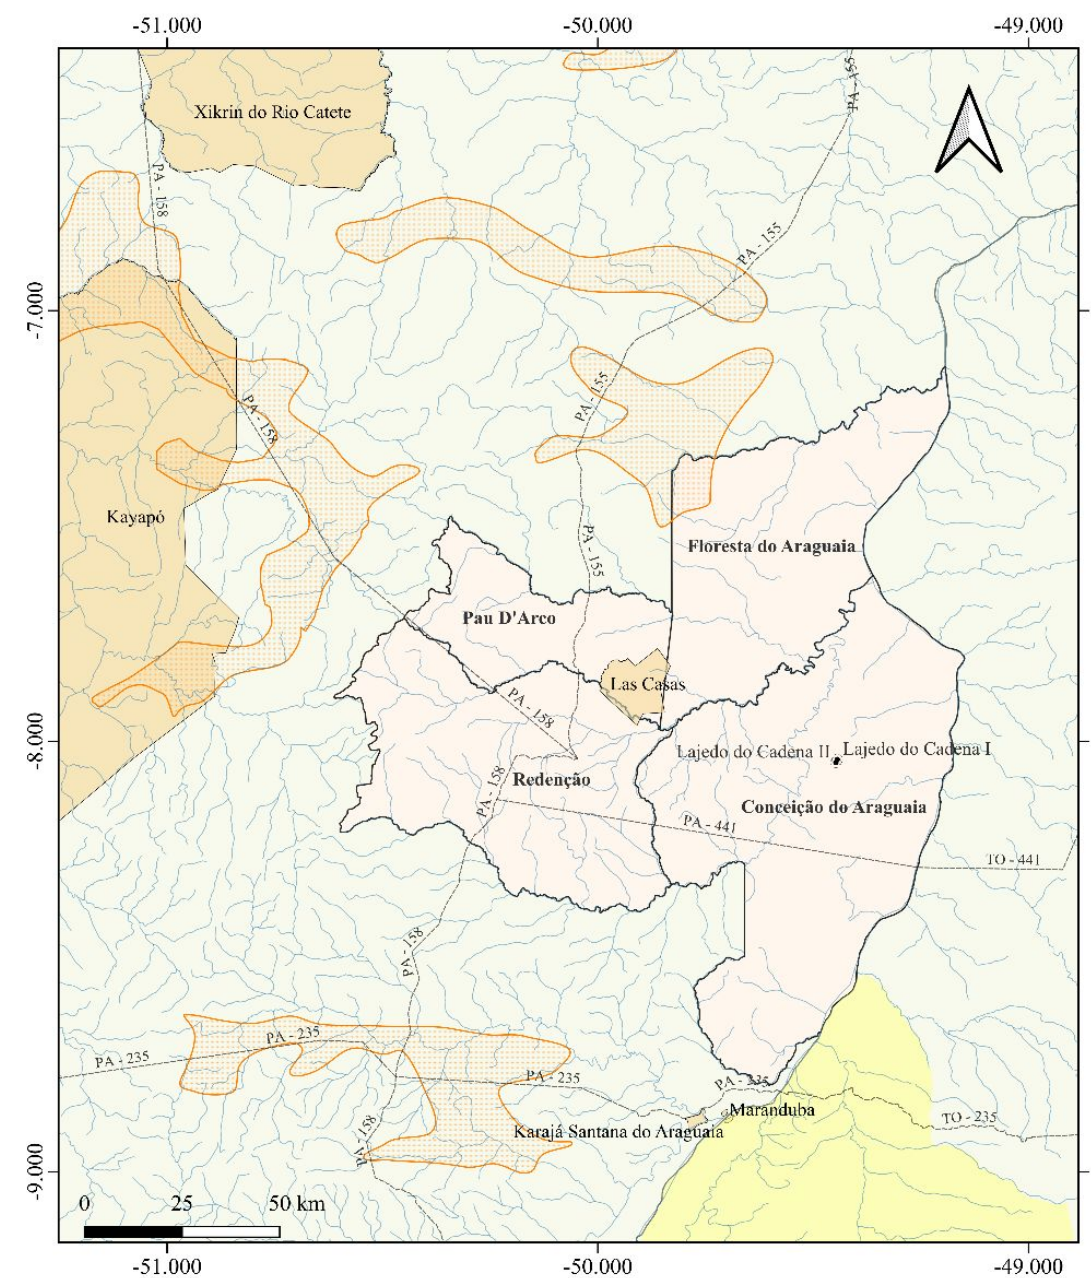 -51.000
-50.000
-49.000
Xikrin do Rio Catete
PA - 155
PA - 158
PA - 155
-7.000
PA - 155
PA - 158
Kayapó
PA - 155
Floresta do Araguaia
Pau D'Arco
Las Casas
PA - 158
-8.000
Lajedo do Cadena II
Lajedo do Cadena I
PA - 158
Redenção
Conceição do Araguaia
PA - 441
TO - 441
PA - 158
PA - 235
PA - 235
PA - 235
PA - 235
Maranduba
TO - 235
PA - 158
Karajá Santana do Araguaia
-9.000
0 25 50 km
-51.000
-50.000
-49.000